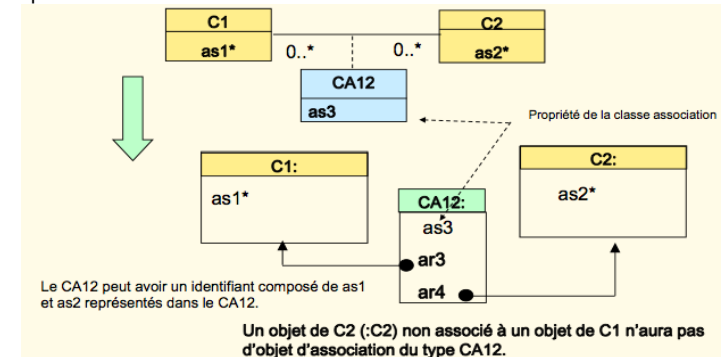 C1
C2
as1*
0..*
0..*
as2*
CA12
as3
Propriété de la classe association
C1:
C2:
as1*
as2*
CA12:
as3
ar3
ar4
Le CA12 peut avoir un identifiant composé de as1
et as2 représentés dans le CA12.
Un objet de C2 (:C2) non associé à un objet de C1 n'aura pas
d'objet d'association du type CA12.